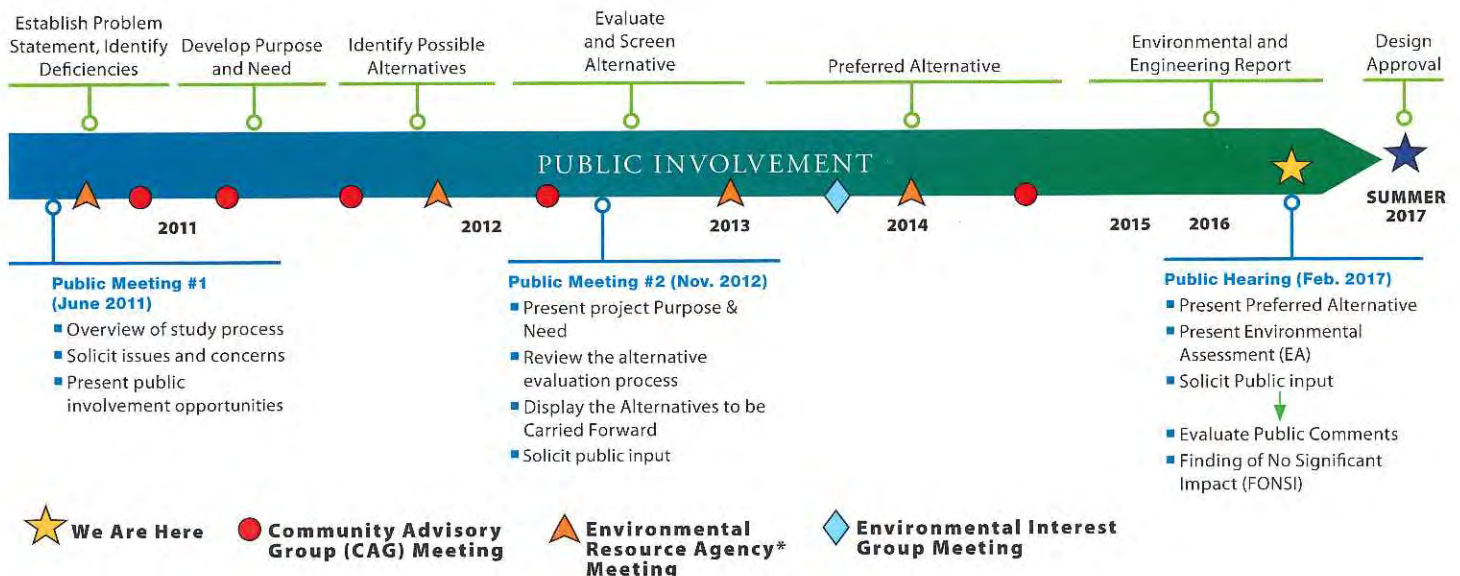 Establish Problem
Statement, Identify
Deficiencies
Develop Purpose
and Need
Identify Possible
Alternatives
Evaluate
and Screen
Alternative
Preferred Alternative
Environmental and
Engineering Report
Design
Approval
PUBLIC INVOLVEMENT
2011
2012
2013
2014
2015
2016
SUMMER
2017
Public Meeting #1
(June 2011)
Overview of study process
Solicit issues and concerns
Present public
involvement opportunities
Public Meeting #2 (Nov. 2012)
Present project Purpose &
Need
Review the alternative
evaluation process
Display the Alternatives to be
Carried Forward
Solicit public input
Public Hearing (Feb. 2017)
Present Preferred Alternative
Present Environmental
Assessment (EA)
Solicit Public input
Evaluate Public Comments
Finding of No Significant
Impact (FONSI)
We Are Here
Community Advisory
Group (CAG) Meeting
Environmental
Resource Agency*
Meeting
Environmental Interest
Group Meeting